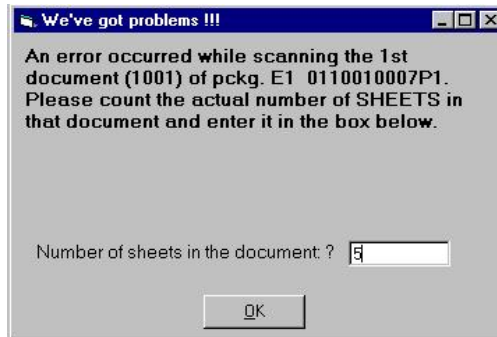 We've got problems !!!
An error occurred while scanning the 1st
document (1001) of pckg. E1 0110010007P1.
Please count the actual number of SHEETS in
that document and enter it in the box below.
Number of sheets in the document: ? 5
OK